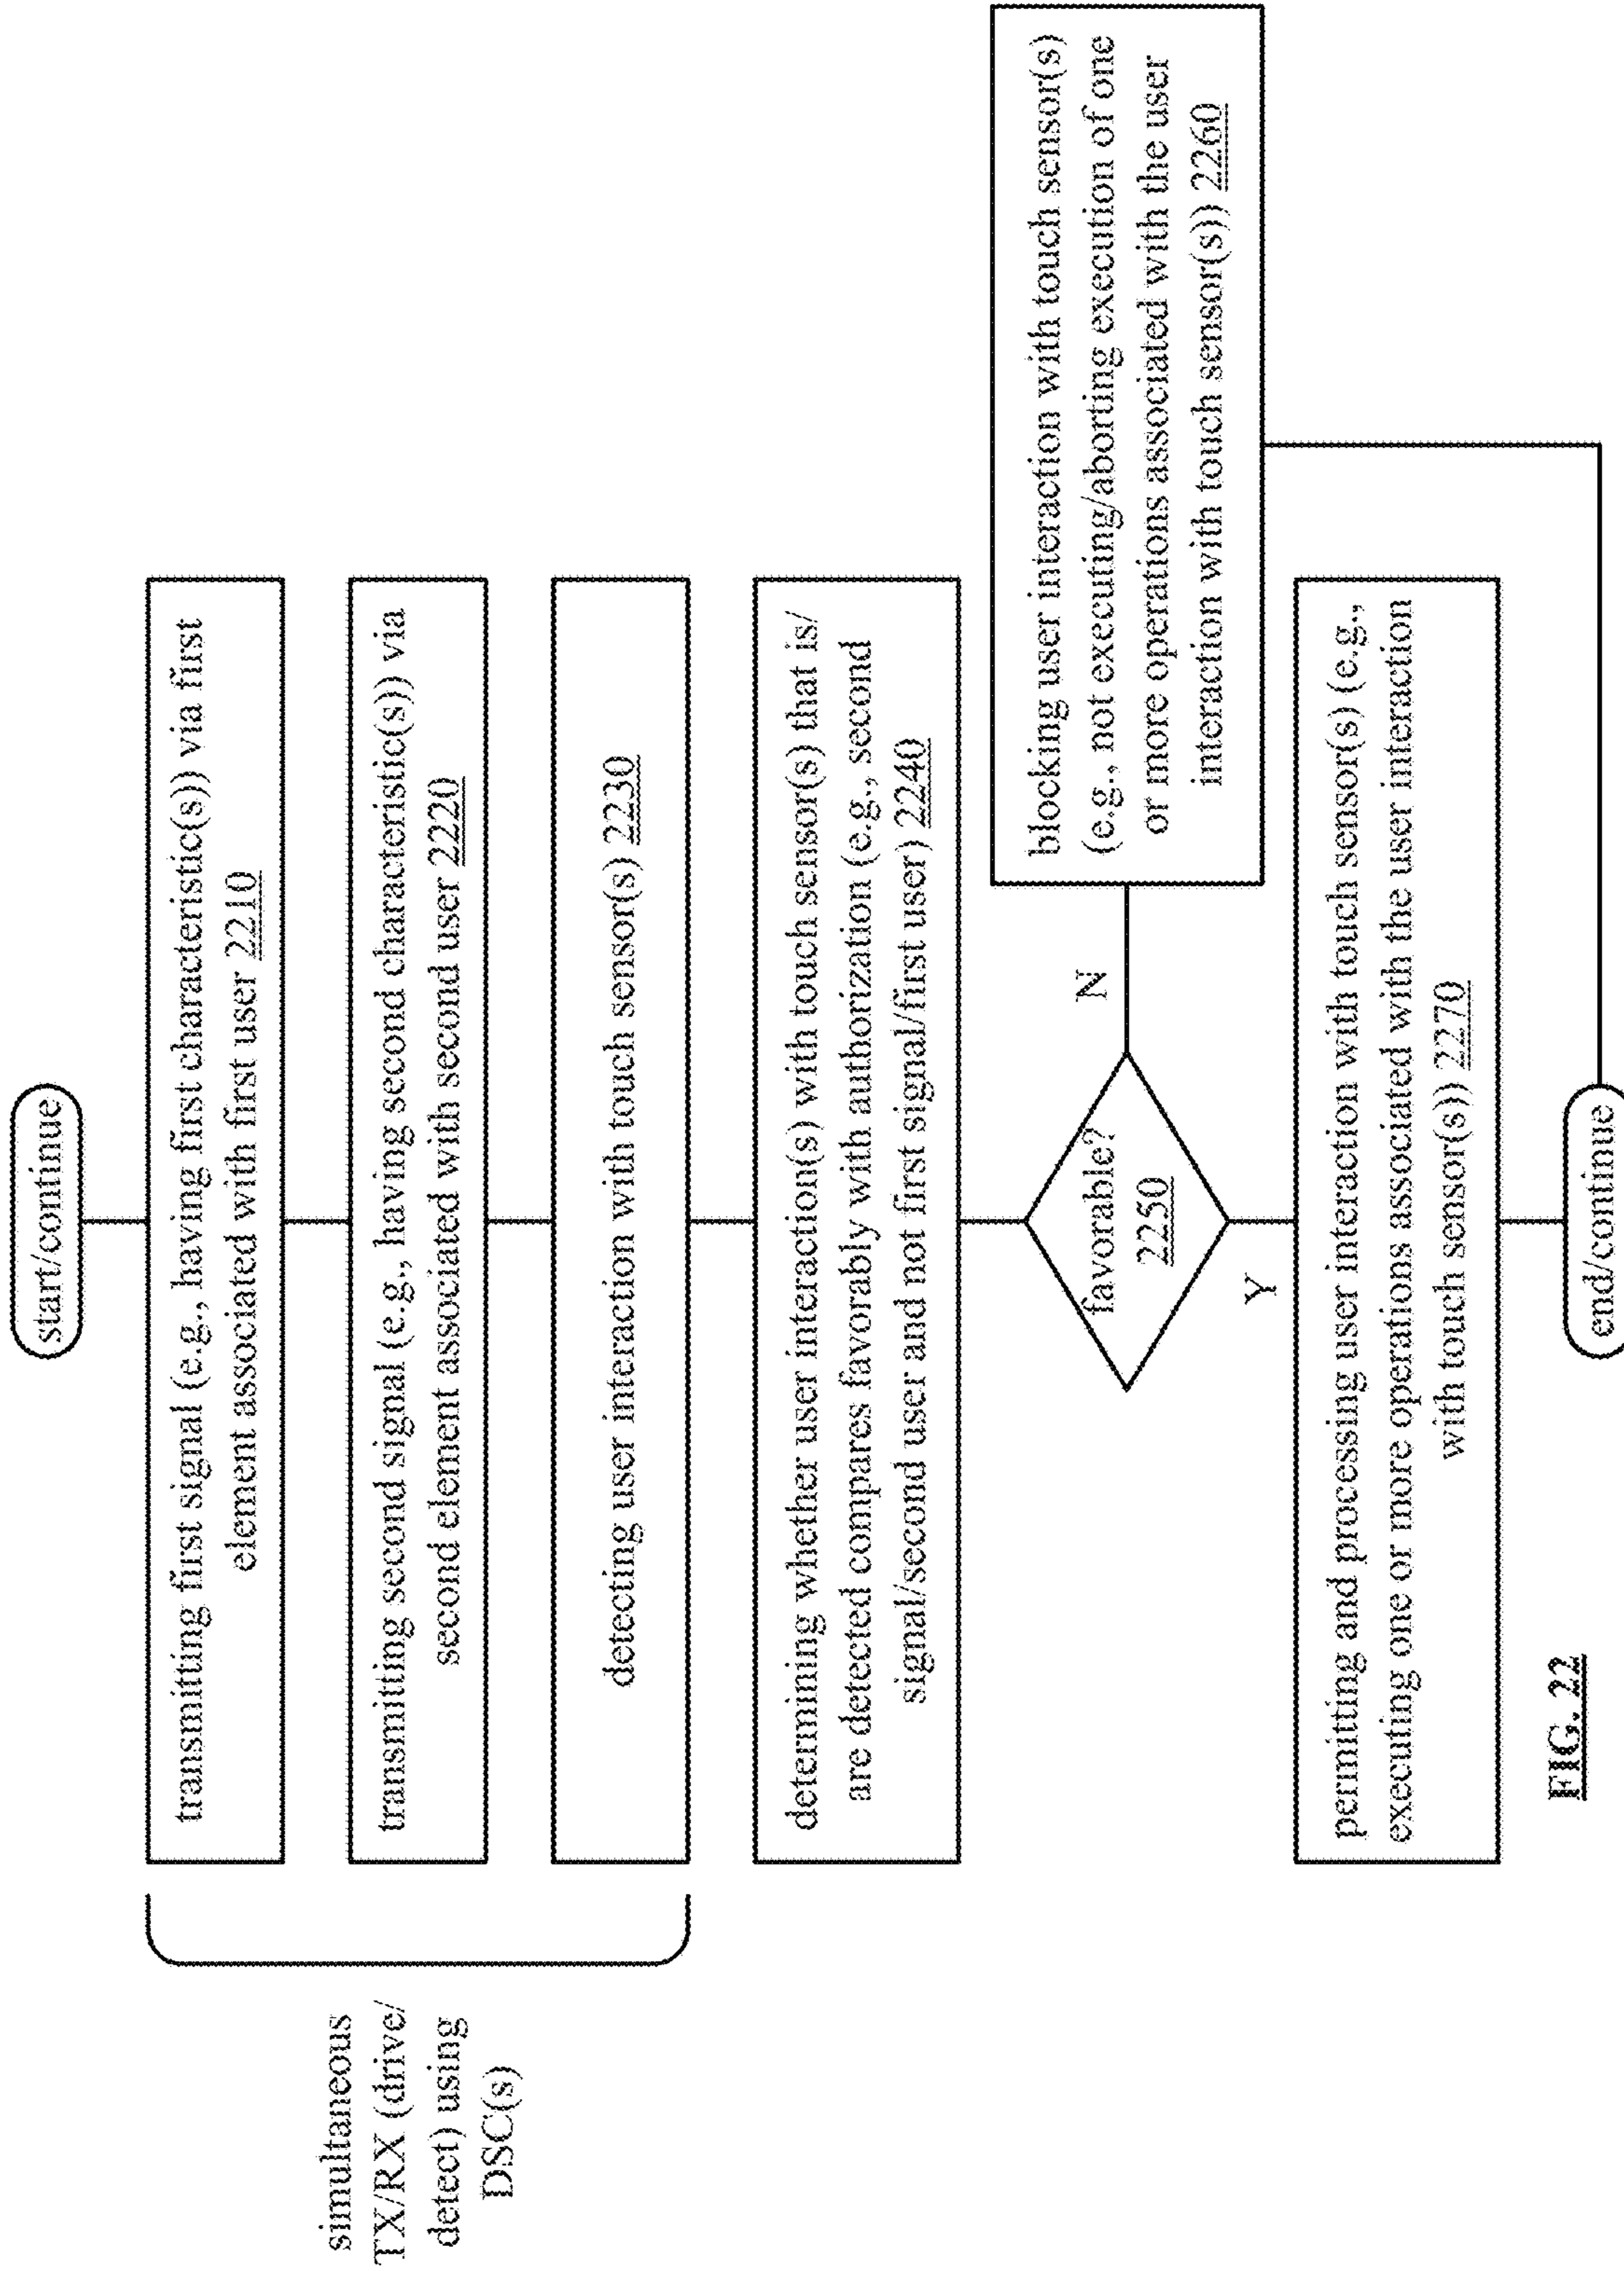 start/continue
transmitting first signal (e.g., having first characteristic(s)) via first
element associated with first user 2210
transmitting second signal (e.g., having second characteristic(s)) via
second element associated with second user 2220
detecting user interaction with touch sensor(s) 2230
simultaneous
TX/RX (drive/
detect) using
DSC(s)
determining whether user interaction(s) with touch sensor(s) that is/
are detected compares favorably with authorization (e.g., second
signal/second user and not first signal/first user) 2240
favorable?
2250
N
blocking user interaction with touch sensor(s)
(e.g., not executing/aborting execution of one
or more operations associated with the user
interaction with touch sensor(s)) 2260
Y
permitting and processing user interaction with touch sensor(s) (e.g.,
executing one or more operations associated with the user interaction
with touch sensor(s)) 2270
end/continue
FIG. 22